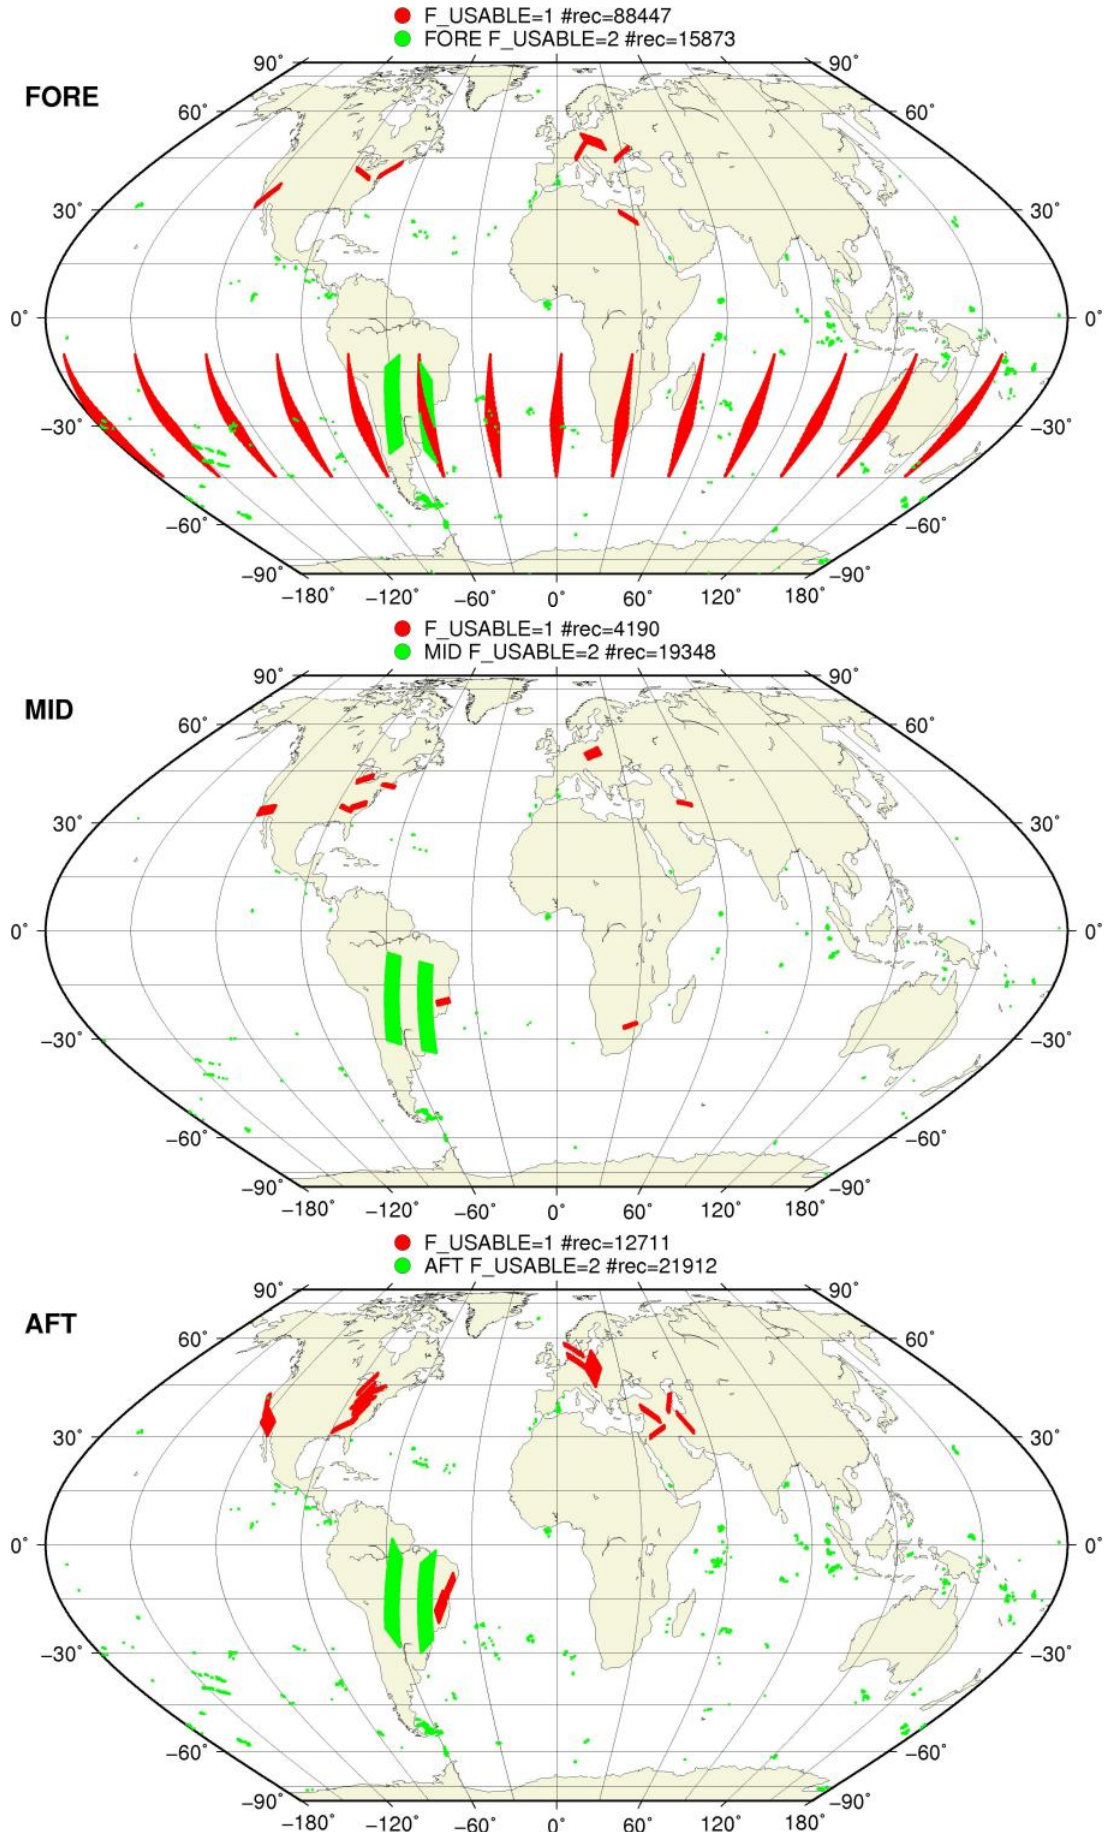 F_USABLE=1 #rec=88447
FORE F_USABLE=2 #rec=15873
FORE
90° 90°
60° 60°
30° 30°
0° 0°
−30° −30°
−60° −60°
−90° −90°
−180° −120° −60° 0° 60° 120° 180°
F_USABLE=1 #rec=4190
MID F_USABLE=2 #rec=19348
MID
90° 90°
60° 60°
30° 30°
0° 0°
−30° −30°
−60° −60°
−90° −90°
−180° −120° −60° 0° 60° 120° 180°
F_USABLE=1 #rec=12711
AFT F_USABLE=2 #rec=21912
AFT
90° 90°
60° 60°
30° 30°
0° 0°
−30° −30°
−60° −60°
−90° −90°
−180° −120° −60° 0° 60° 120° 180°